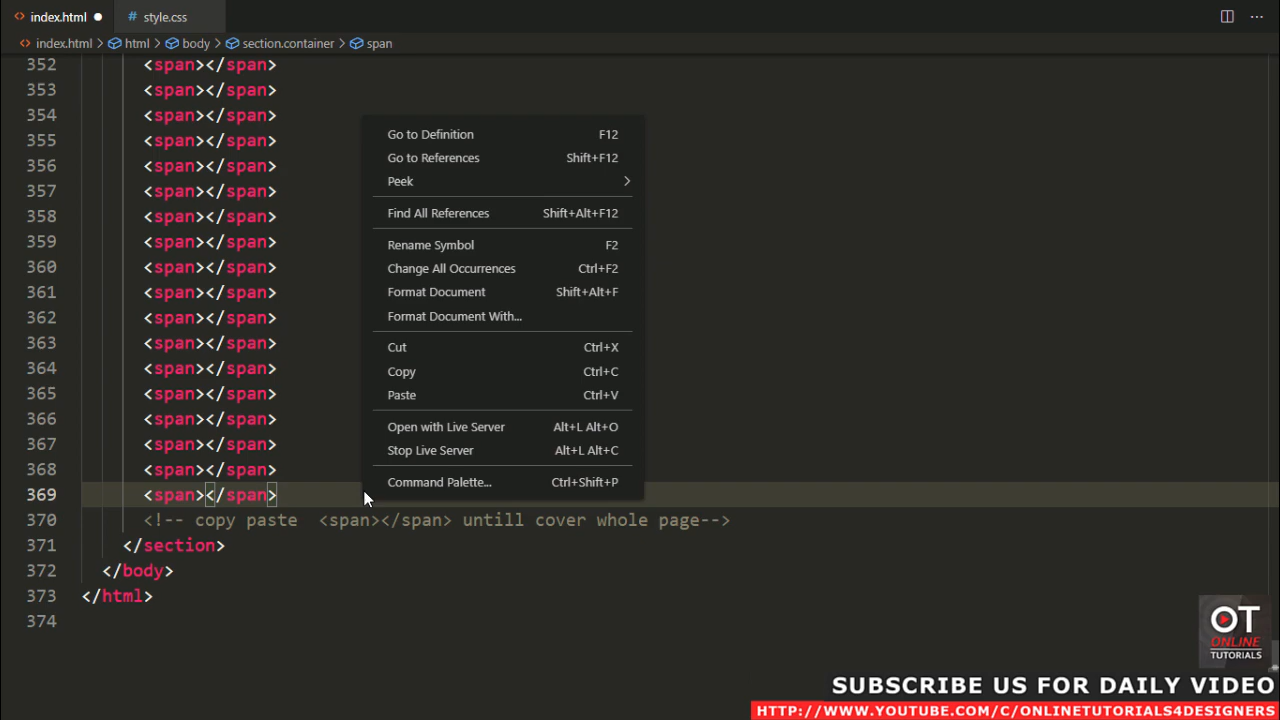 index.html
style.css
index.html > html > body > section.container > span
352 <span></span>
353 <span></span>
354 <span></span>
355 <span></span>
356 <span></span>
357 <span></span>
358 <span></span>
359 <span></span>
360 <span></span>
361 <span></span>
362 <span></span>
363 <span></span>
364 <span></span>
365 <span></span>
366 <span></span>
367 <span></span>
368 <span></span>
369 <span></span>
370 <!-- copy paste  <span></span> untill cover whole page-->
371 </section>
372 </body>
373 </html>
374
Go to Definition F12
Go to References Shift+F12
Peek
Find All References Shift+Alt+F12
Rename Symbol F2
Change All Occurrences Ctrl+F2
Format Document Shift+Alt+F
Format Document With...
Cut Ctrl+X
Copy Ctrl+C
Paste Ctrl+V
Open with Live Server Alt+L Alt+O
Stop Live Server Alt+L Alt+C
Command Palette... Ctrl+Shift+P
OT
ONLINE
TUTORIALS
SUBSCRIBE US FOR DAILY VIDEO
HTTP://WWW.YOUTUBE.COM/C/ONLINETUTORIALS4DESIGNERS